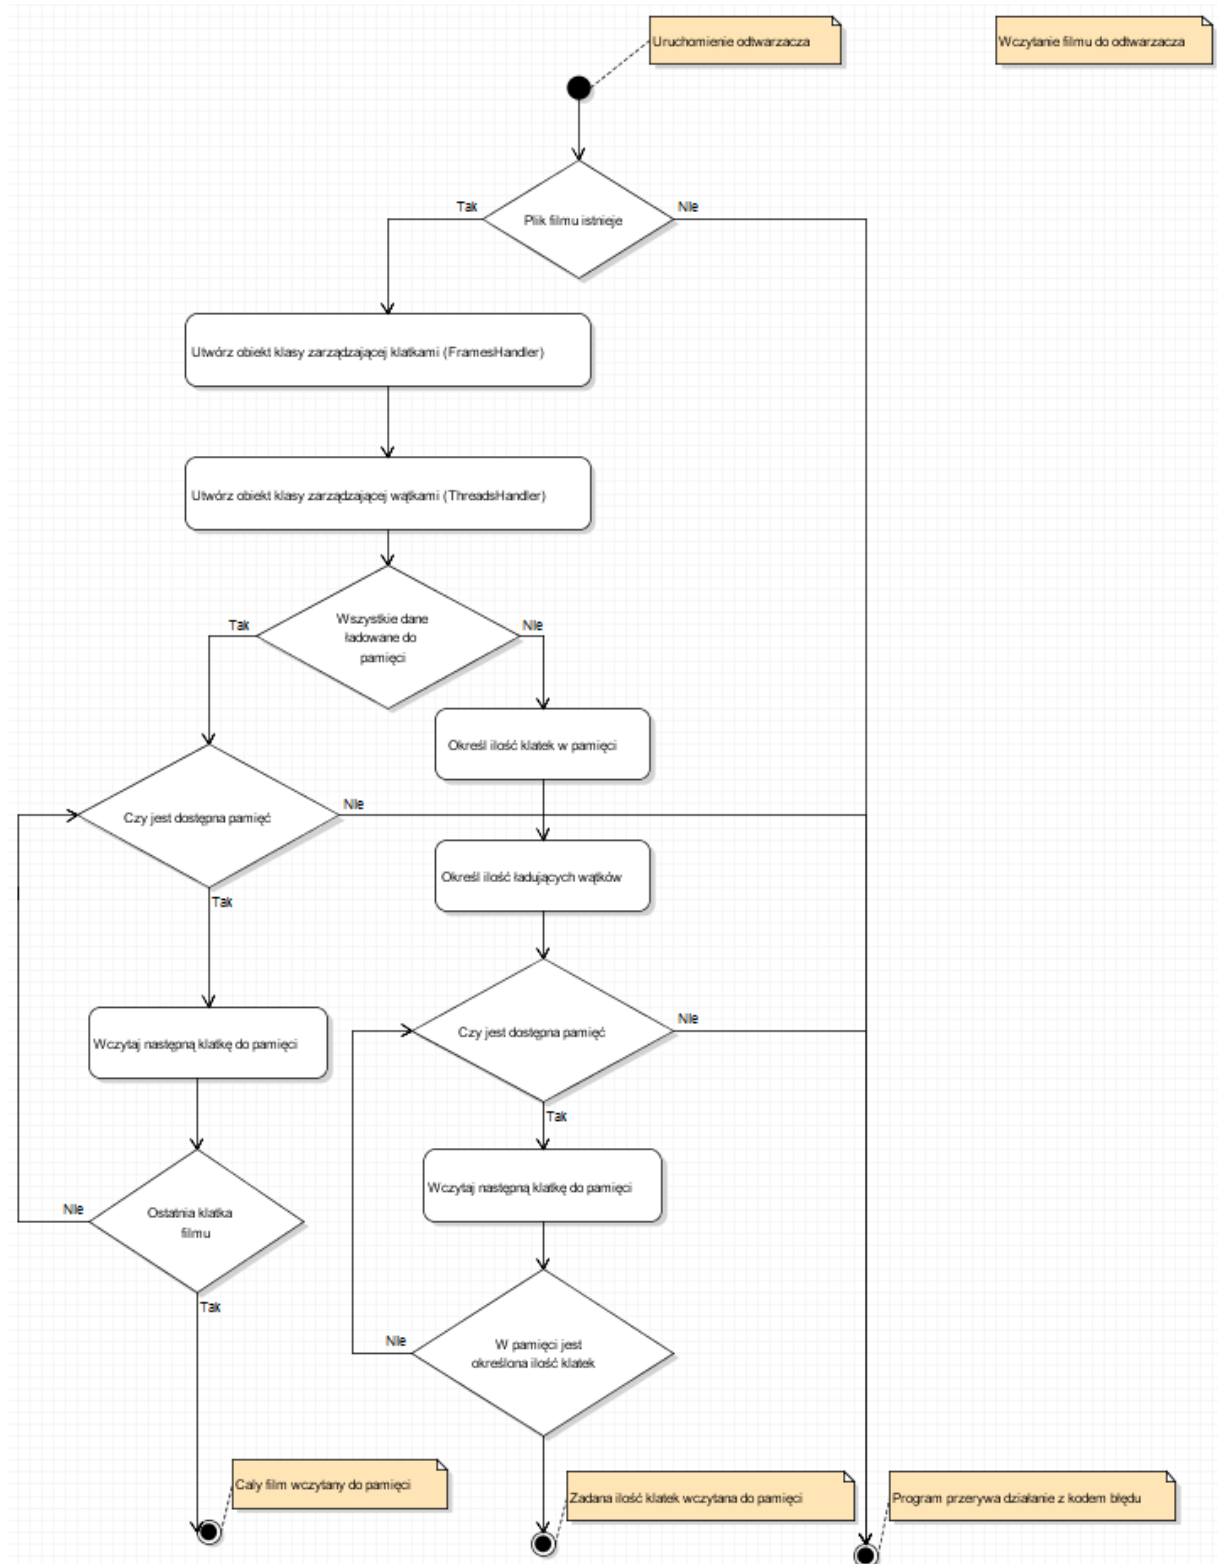 Uruchomienie odtwarzacza
Wczytanie filmu do odtwarzacza
Tak
Plik filmu istnieje
Nie
Utwórz obiekt klasy zarządzającej klatkami (FramesHandler)
Utwórz obiekt klasy zarządzającej wątkami (ThreadsHandler)
Tak
Wszystkie dane
ładowane do
pamięci
Nie
Określ ilość klatek w pamięci
Czy jest dostępna pamięć
Nie
Tak
Określ ilość ładujących wątków
Czy jest dostępna pamięć
Nie
Tak
Wczytaj następną klatkę do pamięci
Wczytaj następną klatkę do pamięci
Ostatnia klatka
filmu
Nie
Tak
W pamięci jest
określona ilość klatek
Nie
Cały film wczytany do pamięci
Zadana ilość klatek wczytana do pamięci
Program przerywa działanie z kodem błędu